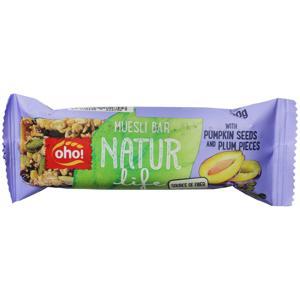 MUESLI BAR
oho!
NATUR
life
WITH
PUMPKIN SEEDS
AND PLUM PIECES
SOURCE OF FIBER